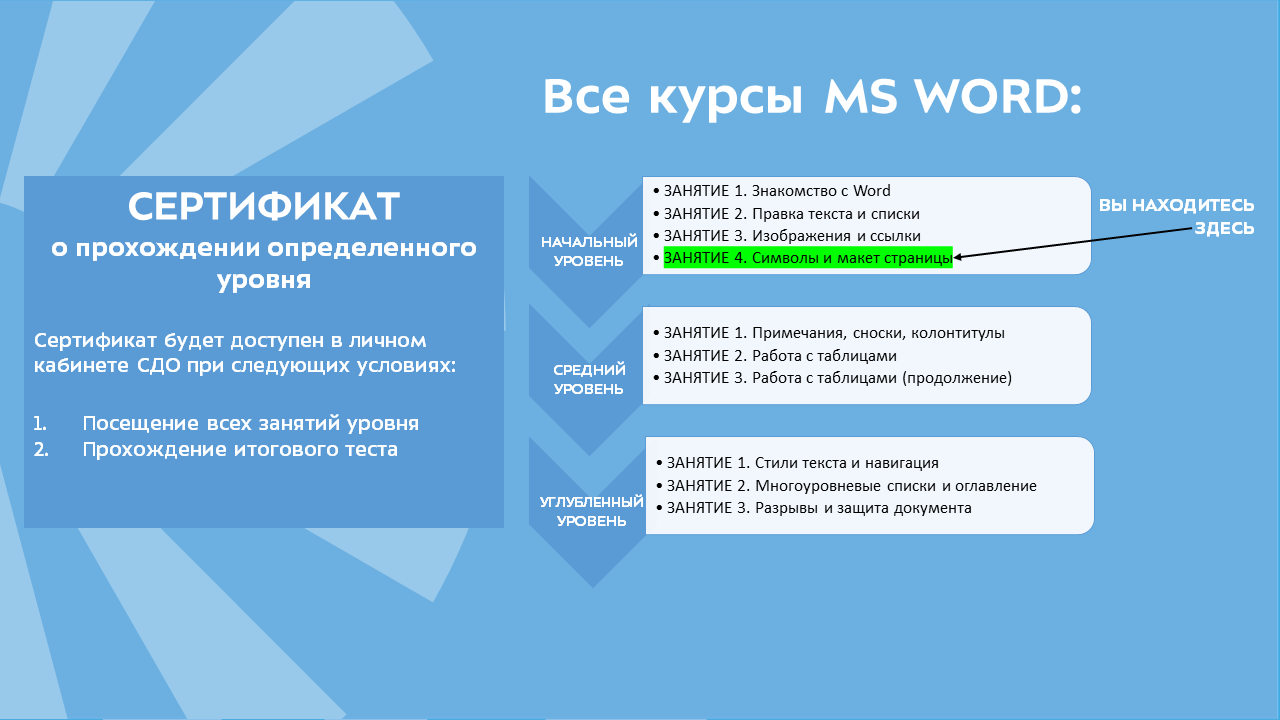 Все курсы MS WORD:
СЕРТИФИКАТ
о прохождении определенного
уровня
Сертификат будет доступен в личном
кабинете СДО при следующих условиях:
1. Посещение всех занятий уровня
2. Прохождение итогового теста
НАЧАЛЬНЫЙ
УРОВЕНЬ
• ЗАНЯТИЕ 1. Знакомство с Word
• ЗАНЯТИЕ 2. Правка текста и списки
• ЗАНЯТИЕ 3. Изображения и ссылки
• ЗАНЯТИЕ 4. Символы и макет страницы
ВЫ НАХОДИТЕСЬ
ЗДЕСЬ
СРЕДНИЙ
УРОВЕНЬ
• ЗАНЯТИЕ 1. Примечания, сноски, колонтитулы
• ЗАНЯТИЕ 2. Работа с таблицами
• ЗАНЯТИЕ 3. Работа с таблицами (продолжение)
УГЛУБЛЕННЫЙ
УРОВЕНЬ
• ЗАНЯТИЕ 1. Стили текста и навигация
• ЗАНЯТИЕ 2. Многоуровневые списки и оглавление
• ЗАНЯТИЕ 3. Разрывы и защита документа